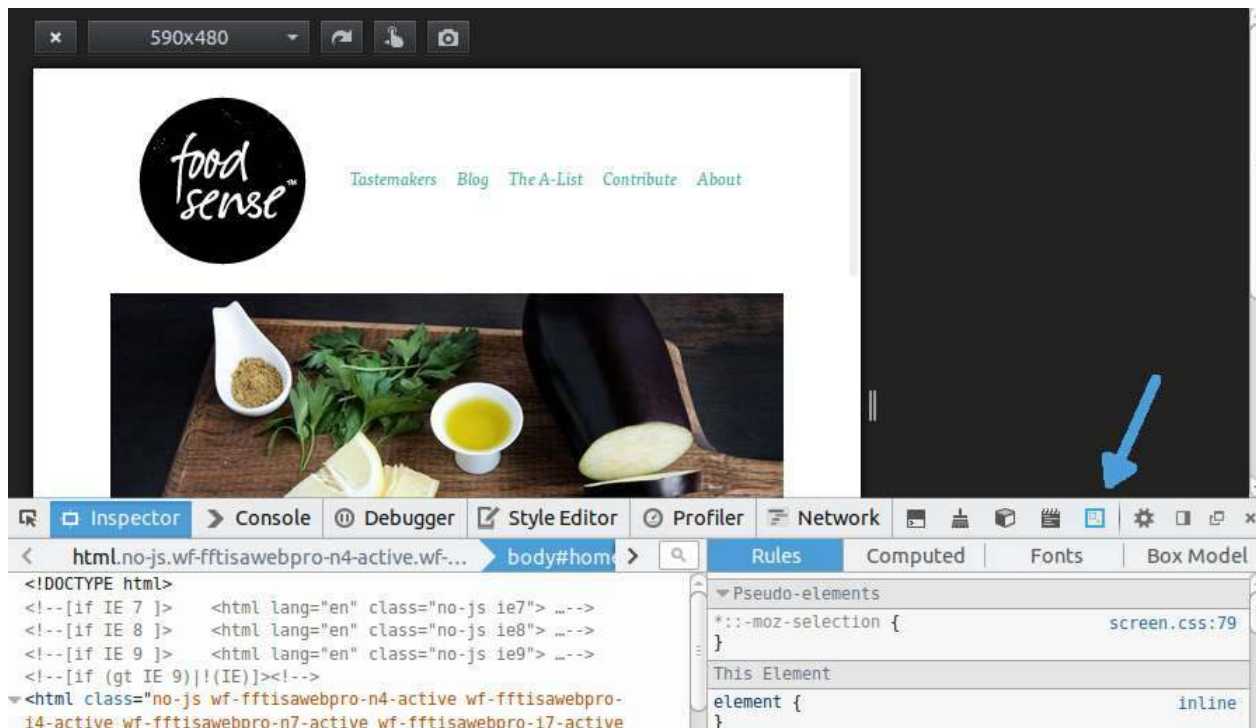 590x480
food
sense™
Tastemakers Blog The A-List Contribute About
Inspector Console Debugger Style Editor Profiler Network
html.no-js.wf-fftisawebpro-n4-active.wf-... body#home
Rules Computed Fonts Box Model
<!DOCTYPE html>
<!--[if IE 7 ]> <html lang="en" class="no-js ie7"> …-->
<!--[if IE 8 ]> <html lang="en" class="no-js ie8"> …-->
<!--[if IE 9 ]> <html lang="en" class="no-js ie9"> …-->
<!--[if (gt IE 9)|!(IE)]><!-->
<html class="no-js wf-fftisawebpro-n4-active wf-fftisawebpro-
i4-active wf-fftisawebpro-n7-active wf-fftisawebpro-i7-active
Pseudo-elements
*::-moz-selection { screen.css:79
}
This Element
element { inline
}